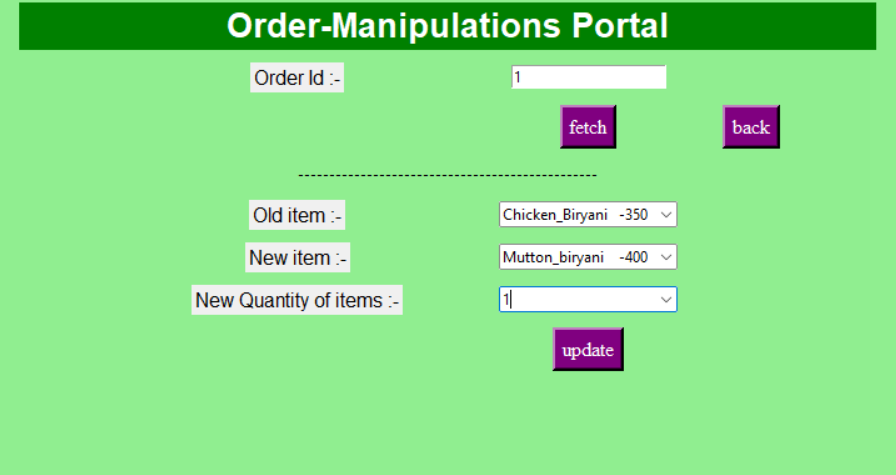 Order-Manipulations Portal
Order Id :- 1
fetch back
------------------------------------------------
Old item :- Chicken_Biryani -350
New item :- Mutton_biryani -400
New Quantity of items :- 1
update